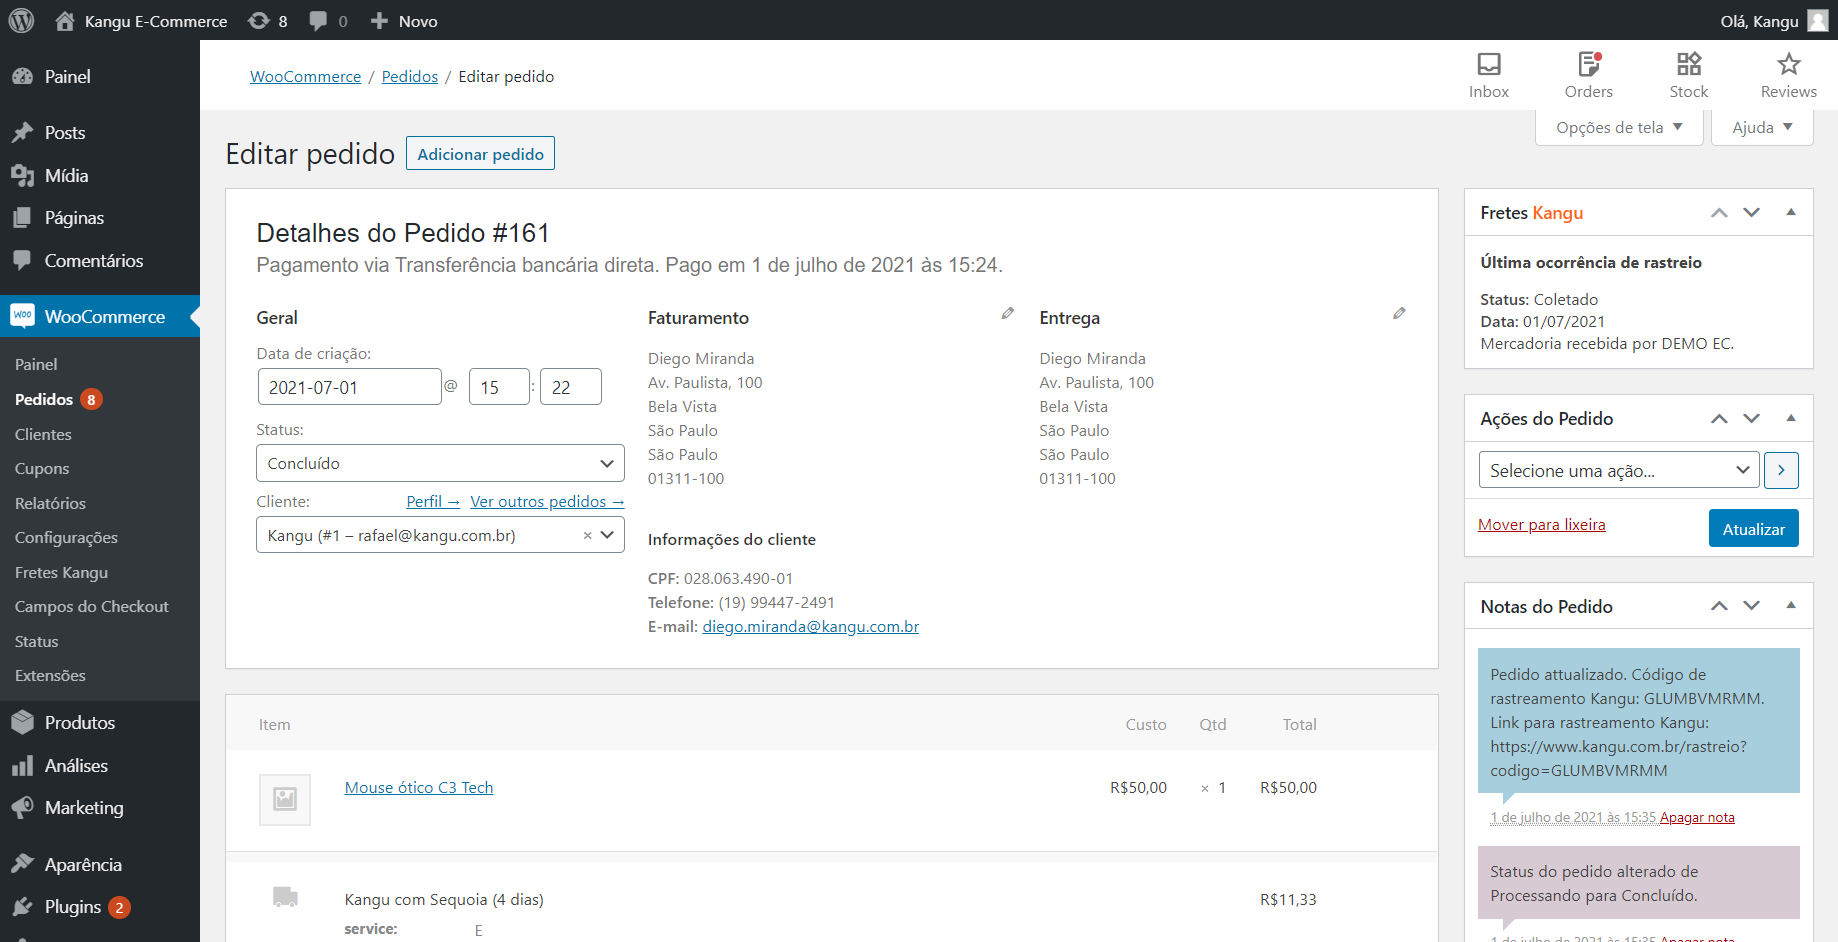 Kangu E-Commerce
8
0
Novo
Olá, Kangu
Painel
Posts
Mídia
Páginas
Comentários
WooCommerce
Painel
Pedidos 8
Clientes
Cupons
Relatórios
Configurações
Fretes Kangu
Campos do Checkout
Status
Extensões
Produtos
Análises
Marketing
Aparência
Plugins 2
WooCommerce / Pedidos / Editar pedido
Inbox
Orders
Stock
Reviews
Opções de tela
Ajuda
Editar pedido
Adicionar pedido
Detalhes do Pedido #161
Pagamento via Transferência bancária direta. Pago em 1 de julho de 2021 às 15:24.
Geral
Data de criação:
2021-07-01 @ 15 : 22
Status:
Concluído
Cliente: Perfil → Ver outros pedidos →
Kangu (#1 – rafael@kangu.com.br) ×
Faturamento
Diego Miranda
Av. Paulista, 100
Bela Vista
São Paulo
São Paulo
01311-100
Informações do cliente
CPF: 028.063.490-01
Telefone: (19) 99447-2491
E-mail: diego.miranda@kangu.com.br
Entrega
Diego Miranda
Av. Paulista, 100
Bela Vista
São Paulo
São Paulo
01311-100
Item Custo Qtd Total
Mouse ótico C3 Tech R$50,00 × 1 R$50,00
Kangu com Sequoia (4 dias) R$11,33
service: E
Fretes Kangu
Última ocorrência de rastreio
Status: Coletado
Data: 01/07/2021
Mercadoria recebida por DEMO EC.
Ações do Pedido
Selecione uma ação...
Mover para lixeira
Atualizar
Notas do Pedido
Pedido attualizado. Código de
rastreamento Kangu: GLUMBVMRMM.
Link para rastreamento Kangu:
https://www.kangu.com.br/rastreio?
codigo=GLUMBVMRMM
1 de julho de 2021 às 15:35 Apagar nota
Status do pedido alterado de
Processando para Concluído.
1 de julho de 2021 às 15:35 Apagar nota